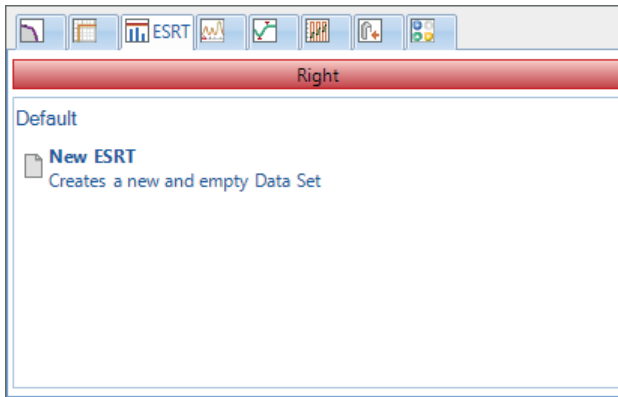 ESRT
Right
Default
New ESRT
Creates a new and empty Data Set